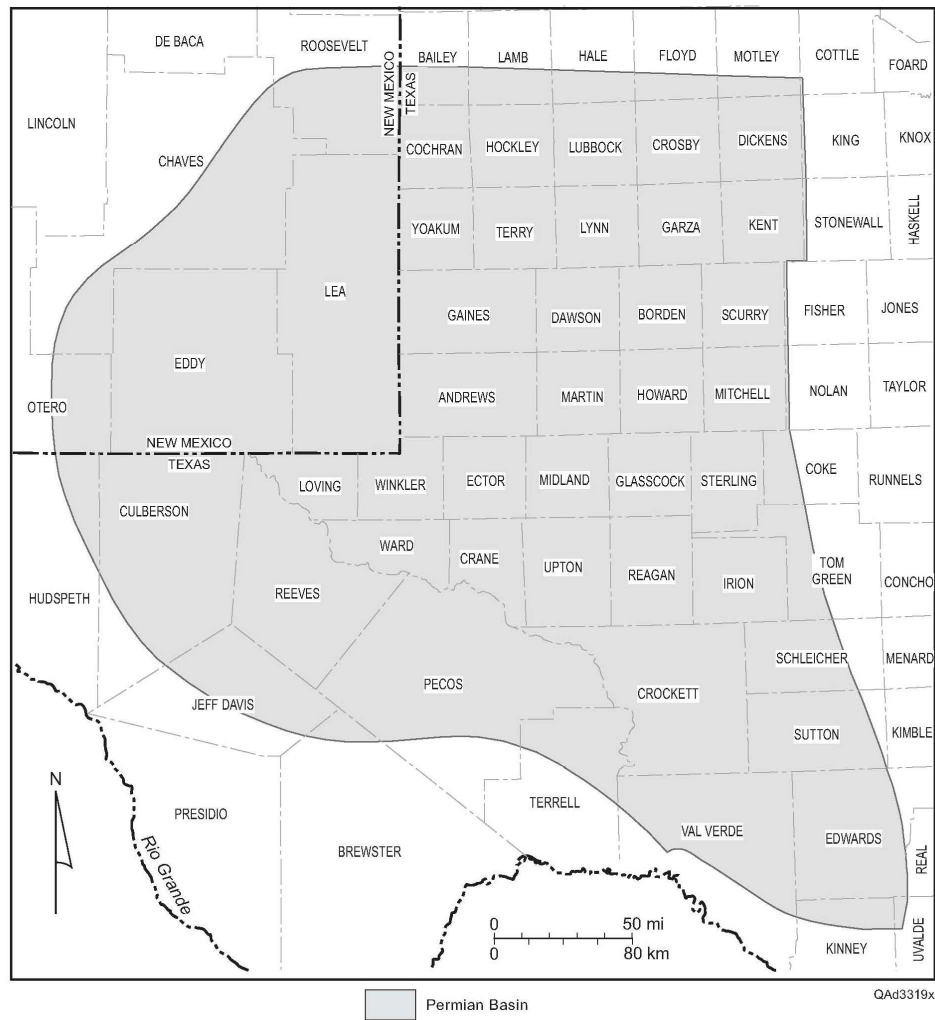 DE BACA
ROOSEVELT
BAILEY
LAMB
HALE
FLOYD
MOTLEY
COTTLE
FOARD
NEW MEXICO
TEXAS
LINCOLN
CHAVES
COCHRAN
HOCKLEY
LUBBOCK
CROSBY
DICKENS
KING
KNOX
YOAKUM
TERRY
LYNN
GARZA
KENT
STONEWALL
HASKELL
LEA
GAINES
DAWSON
BORDEN
SCURRY
FISHER
JONES
EDDY
OTERO
ANDREWS
MARTIN
HOWARD
MITCHELL
NOLAN
TAYLOR
NEW MEXICO
TEXAS
CULBERSON
LOVING
WINKLER
ECTOR
MIDLAND
GLASSCOCK
STERLING
COKE
RUNNELS
WARD
CRANE
UPTON
REAGAN
IRION
TOM
GREEN
CONCHO
HUDSPETH
REEVES
JEFF DAVIS
PECOS
CROCKETT
SCHLEICHER
MENARD
SUTTON
KIMBLE
N
PRESIDIO
Rio Grande
BREWSTER
TERRELL
VAL VERDE
EDWARDS
REAL
0 50 mi
0 80 km
KINNEY
UVALDE
QAd3319x
Permian Basin